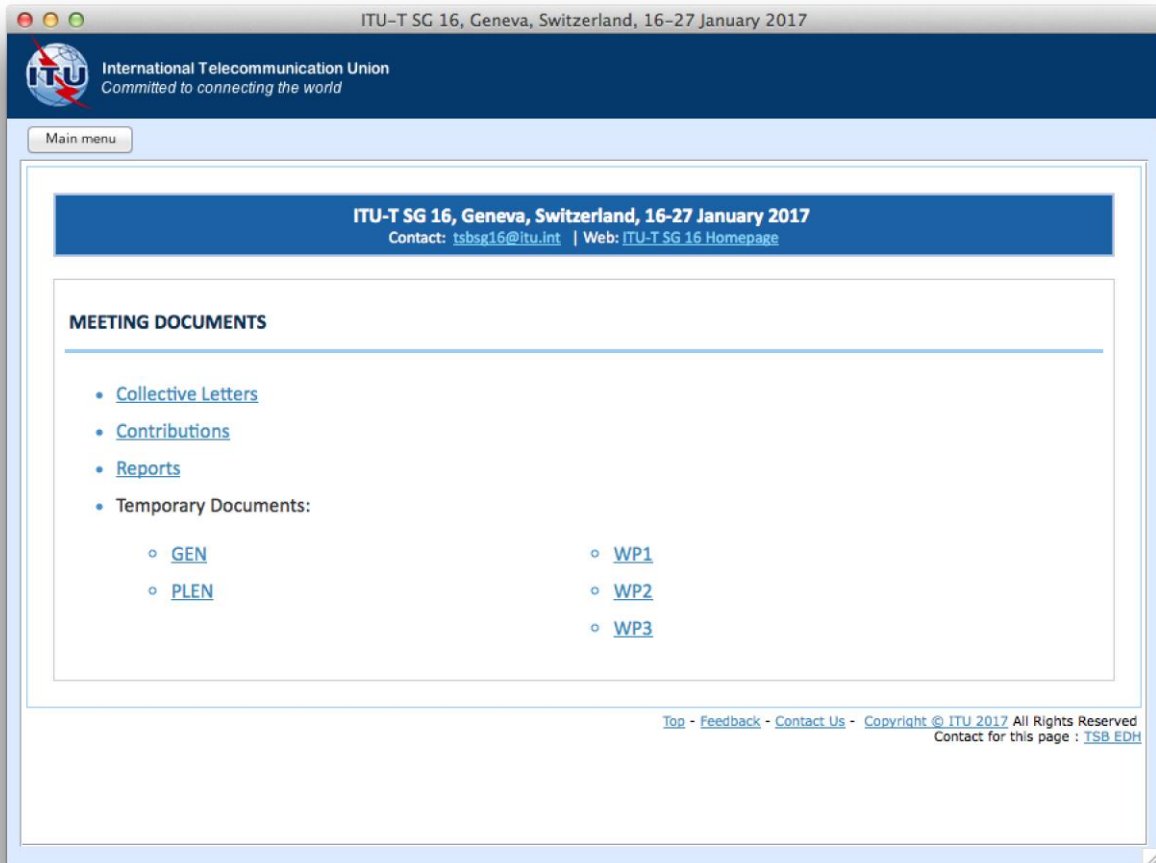 ITU-T SG 16, Geneva, Switzerland, 16-27 January 2017
ITU
International Telecommunication Union
Committed to connecting the world
Main menu
ITU-T SG 16, Geneva, Switzerland, 16-27 January 2017
Contact: tsbsg16@itu.int | Web: ITU-T SG 16 Homepage
MEETING DOCUMENTS
• Collective Letters
• Contributions
• Reports
• Temporary Documents:
◦ GEN
◦ PLEN
◦ WP1
◦ WP2
◦ WP3
Top - Feedback - Contact Us - Copyright © ITU 2017 All Rights Reserved
Contact for this page : TSB EDH